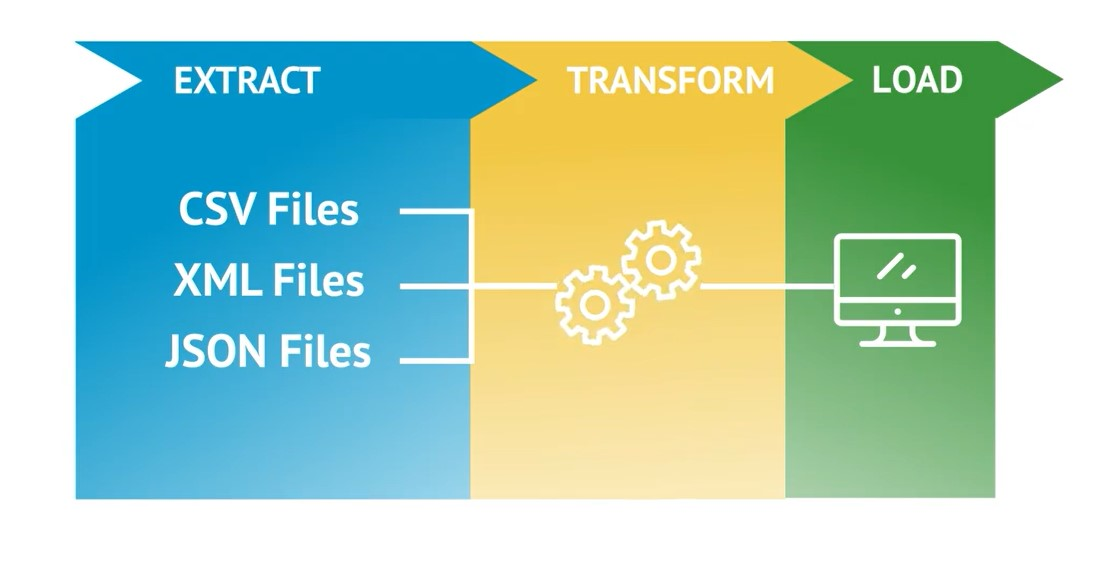 EXTRACT
TRANSFORM
LOAD
CSV Files
XML Files
JSON Files